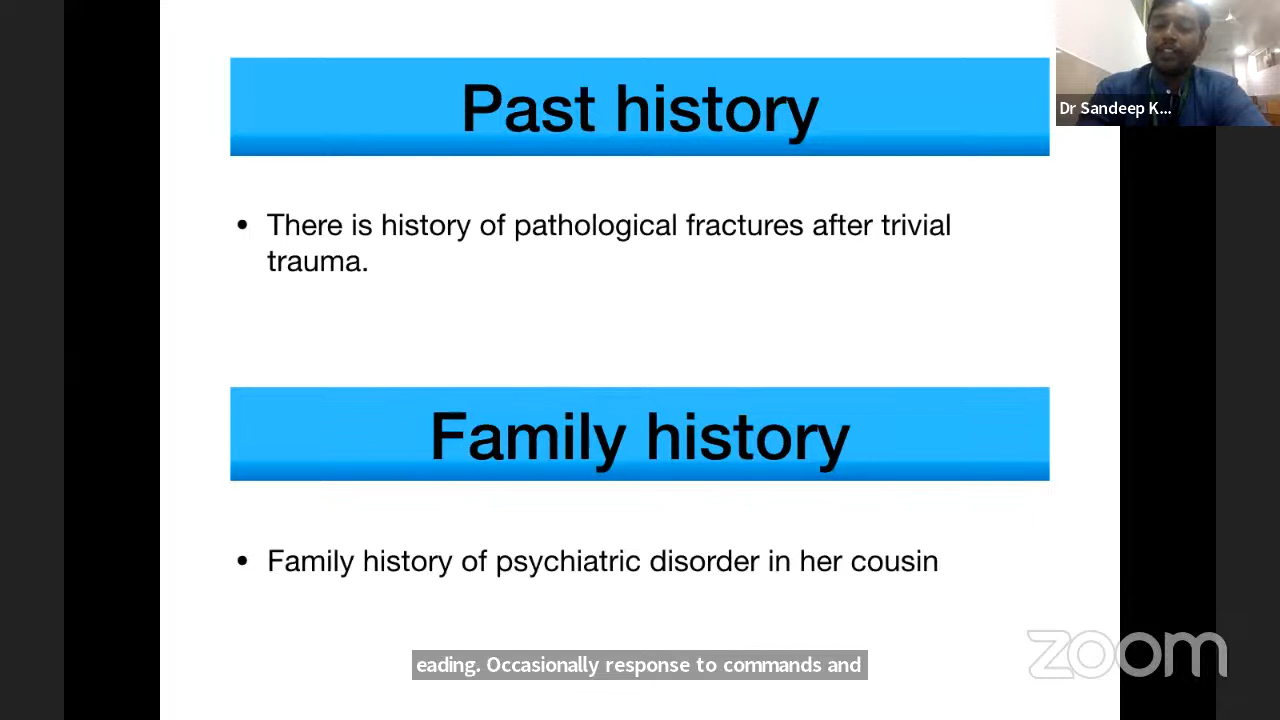 Past history
Dr Sandeep K...
• There is history of pathological fractures after trivial
trauma.
Family history
• Family history of psychiatric disorder in her cousin
eading. Occasionally response to commands and
zoom